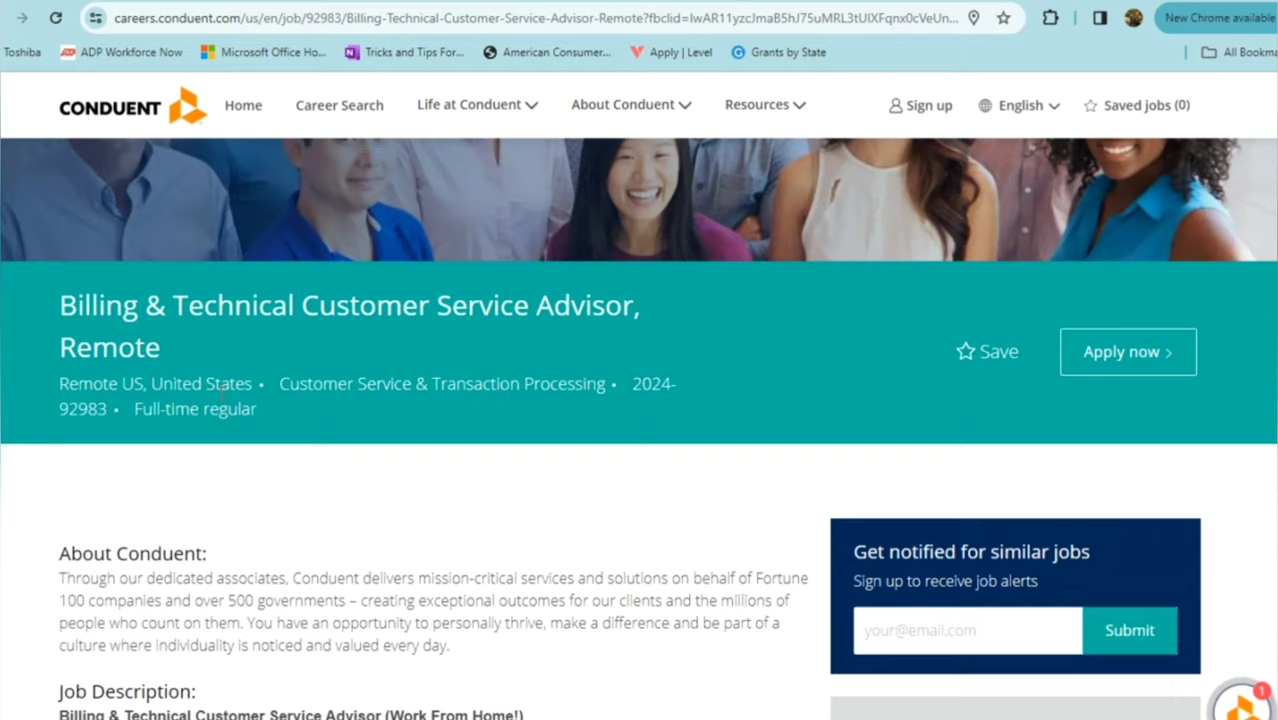 careers.conduent.com/us/en/job/92983/Billing-Technical-Customer-Service-Advisor-Remote?fbclid=IwAR11yzcJmaB5hJ75uMRL3tUlXFqnx0cVeUn...
New Chrome available
Toshiba ADP Workforce Now Microsoft Office Ho... Tricks and Tips For... American Consumer... Apply | Level Grants by State All Bookma
CONDUENT Home Career Search Life at Conduent About Conduent Resources Sign up English Saved jobs (0)
Billing & Technical Customer Service Advisor,
Remote
Save Apply now
Remote US, United States • Customer Service & Transaction Processing • 2024-
92983 • Full-time regular
About Conduent:
Through our dedicated associates, Conduent delivers mission-critical services and solutions on behalf of Fortune
100 companies and over 500 governments – creating exceptional outcomes for our clients and the millions of
people who count on them. You have an opportunity to personally thrive, make a difference and be part of a
culture where individuality is noticed and valued every day.
Job Description:
Billing & Technical Customer Service Advisor (Work From Home!)
Get notified for similar jobs
Sign up to receive job alerts
your@email.com Submit
1